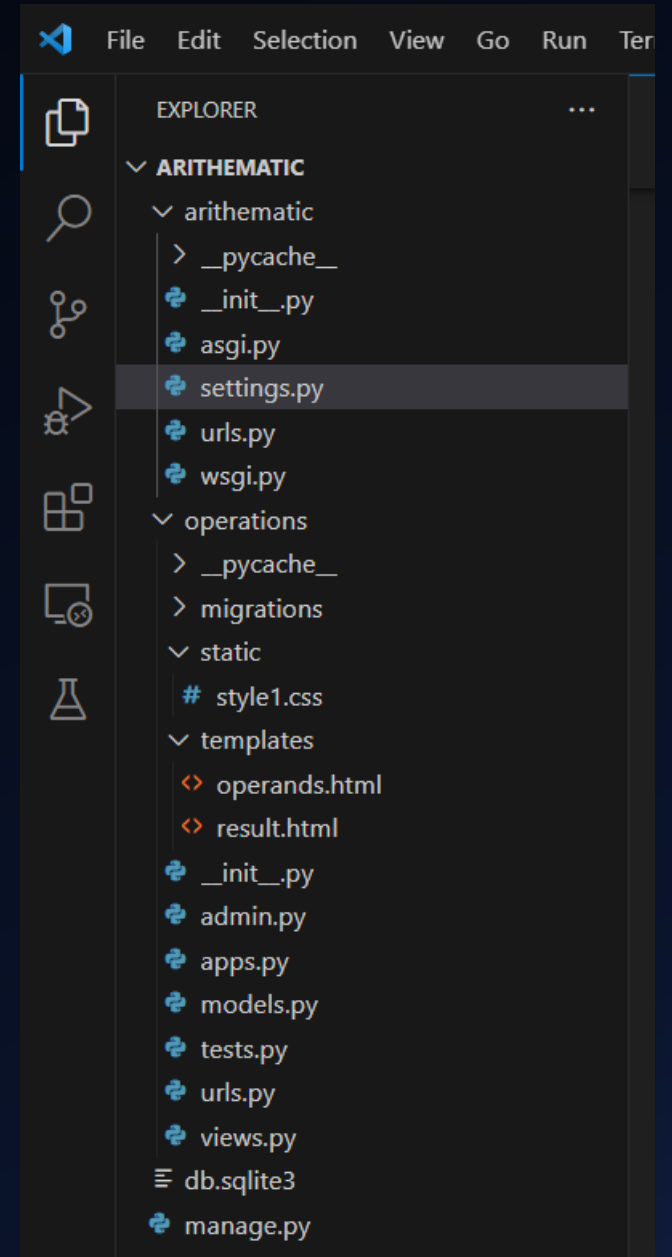 File Edit Selection View Go Run Ter
EXPLORER ...
ARITHEMATIC
arithematic
__pycache__
__init__.py
asgi.py
settings.py
urls.py
wsgi.py
operations
__pycache__
migrations
static
# style1.css
templates
<> operands.html
<> result.html
__init__.py
admin.py
apps.py
models.py
tests.py
urls.py
views.py
db.sqlite3
manage.py